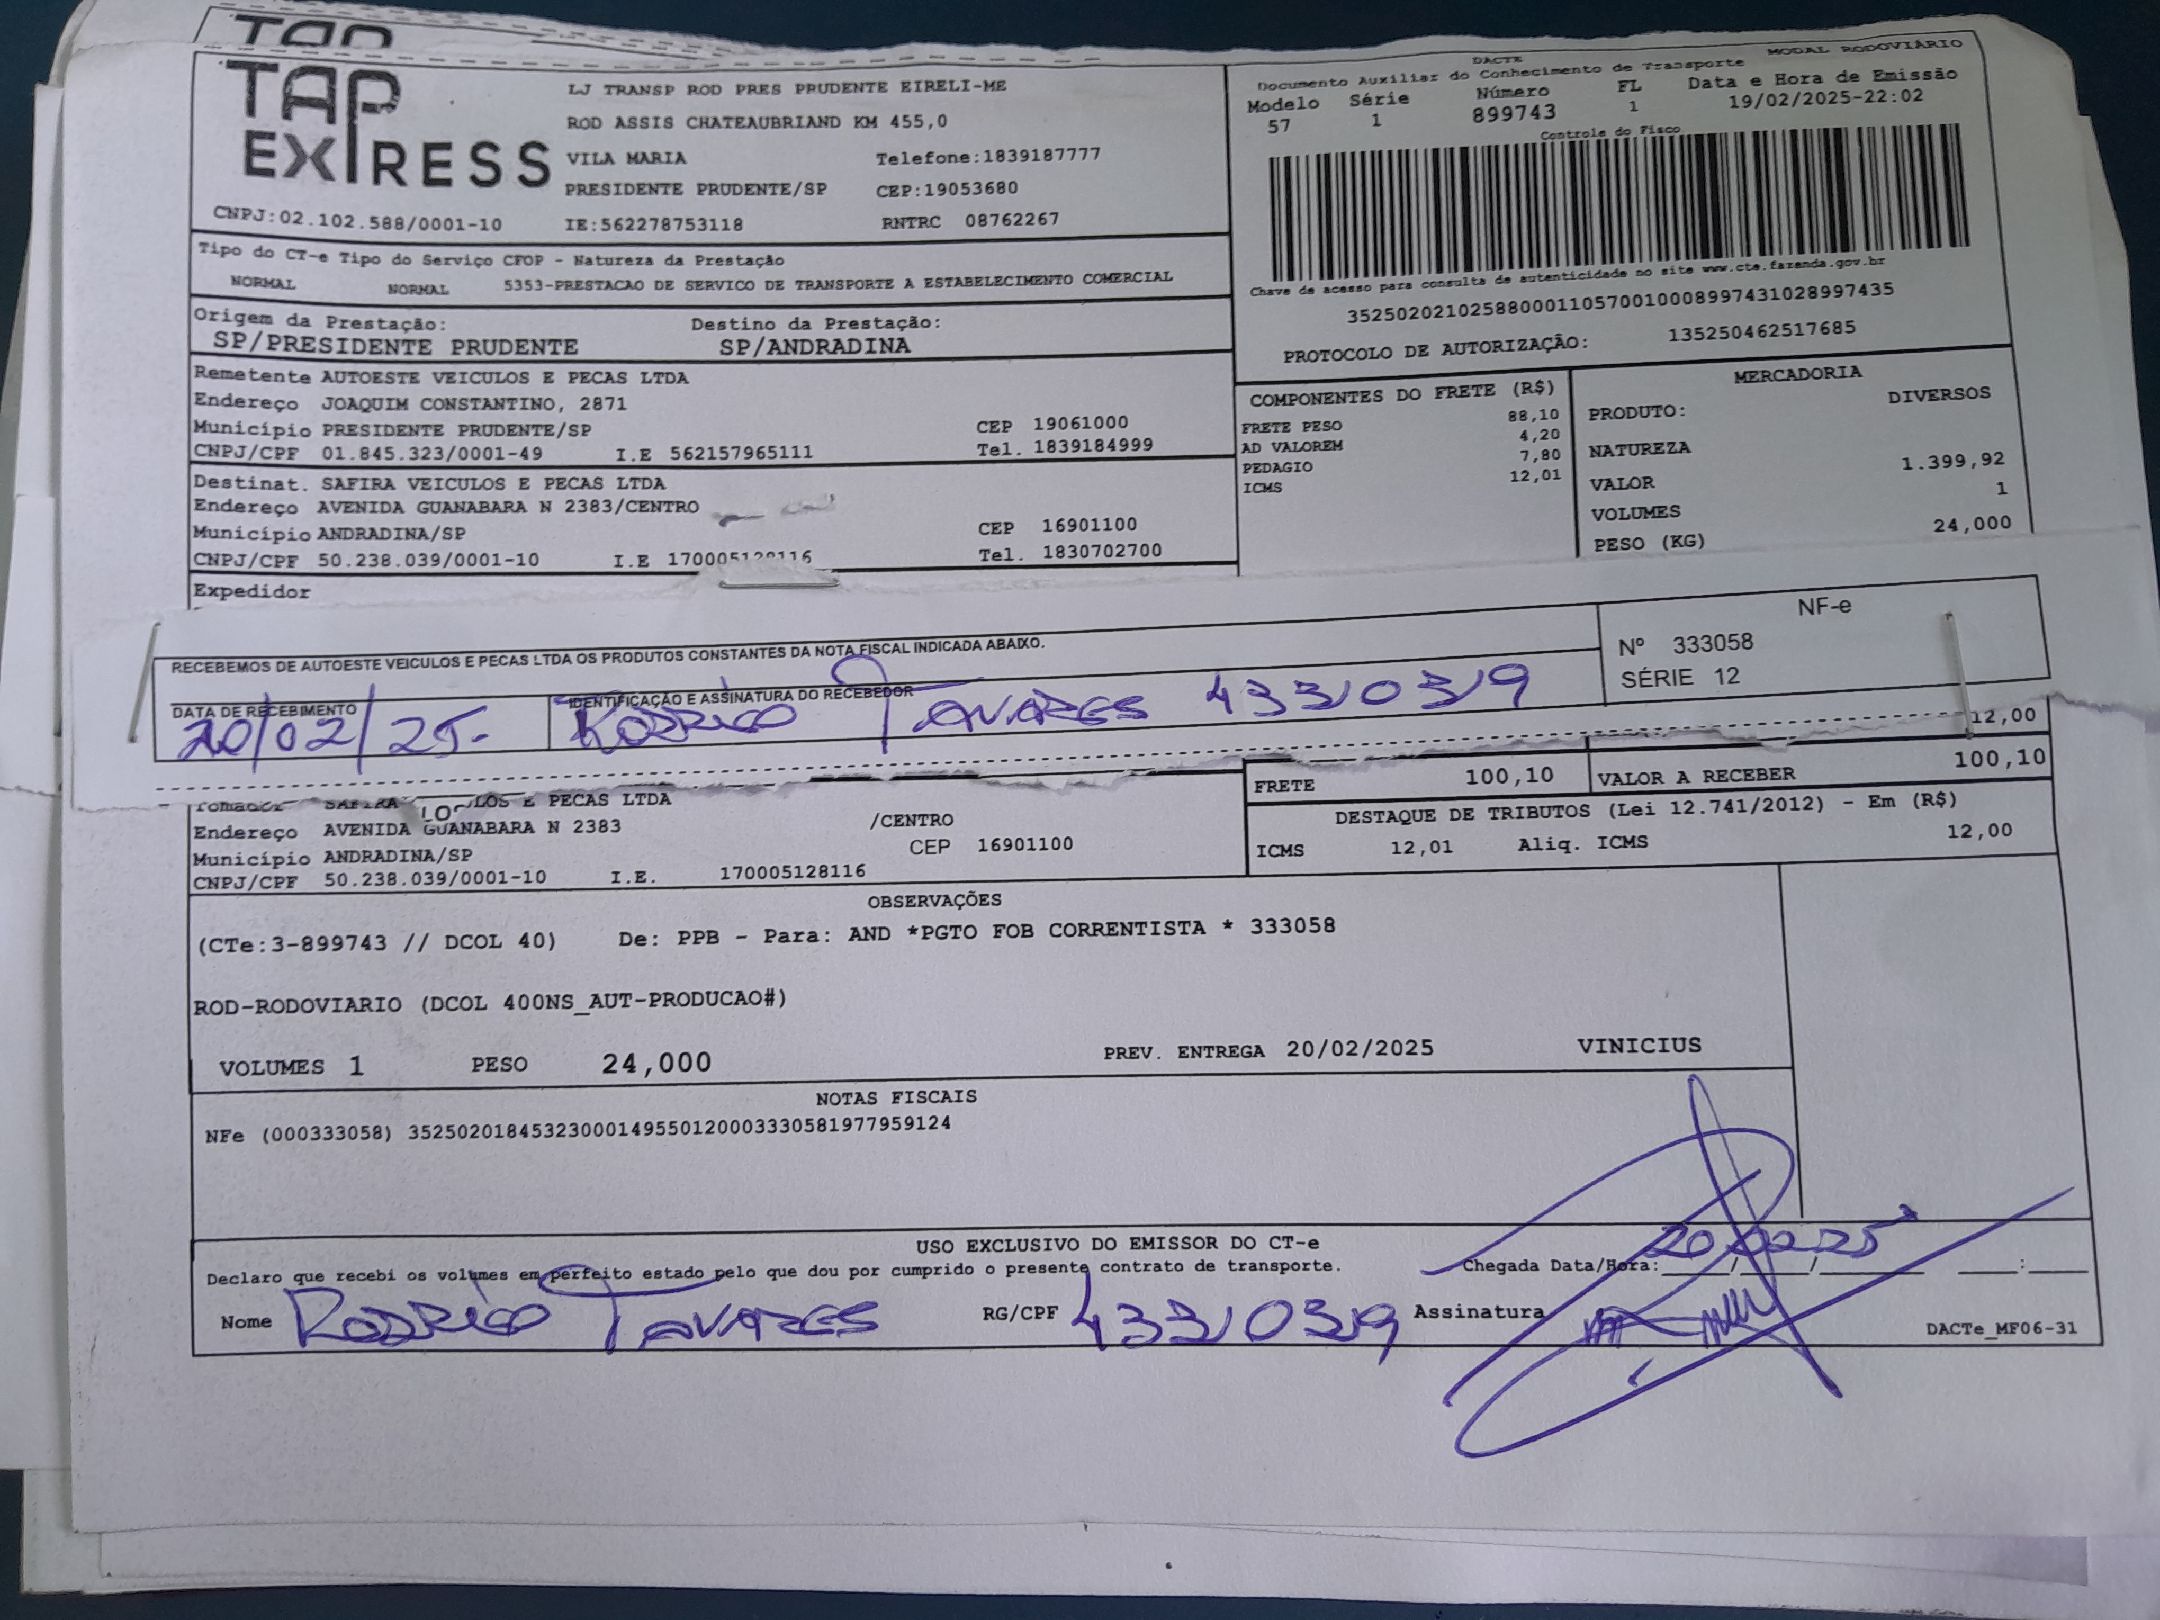 TAP
TAP
EXPRESS
LJ TRANSP ROD PRES PRUDENTE EIRELI-ME
ROD ASSIS CHATEAUBRIAND KM 455,0
VILA MARIA Telefone:1839187777
PRESIDENTE PRUDENTE/SP CEP:19053680
CNPJ:02.102.588/0001-10 IE:562278753118 RNTRC 08762267
DACTE MODAL RODOVIÁRIO
Documento Auxiliar do Conhecimento de Transporte
Modelo Série Número FL Data e Hora de Emissão
57 1 899743 1 19/02/2025-22:02
Controle do Fisco
Chave de acesso para consulta de autenticidade no site www.cte.fazenda.gov.br
35250202102588000110570010008997431028997435
PROTOCOLO DE AUTORIZAÇÃO: 135250462517685
Tipo do CT-e Tipo do Serviço CFOP - Natureza da Prestação
NORMAL NORMAL 5353-PRESTACAO DE SERVICO DE TRANSPORTE A ESTABELECIMENTO COMERCIAL
Origem da Prestação: Destino da Prestação:
SP/PRESIDENTE PRUDENTE SP/ANDRADINA
Remetente AUTOESTE VEICULOS E PECAS LTDA
Endereço JOAQUIM CONSTANTINO, 2871
Município PRESIDENTE PRUDENTE/SP CEP 19061000
CNPJ/CPF 01.845.323/0001-49 I.E 562157965111 Tel. 1839184999
Destinat. SAFIRA VEICULOS E PECAS LTDA
Endereço AVENIDA GUANABARA N 2383/CENTRO
Município ANDRADINA/SP CEP 16901100
CNPJ/CPF 50.238.039/0001-10 I.E 170005128116 Tel. 1830702700
Expedidor
COMPONENTES DO FRETE (R$)
FRETE PESO 88,10
AD VALOREM 4,20
PEDAGIO 7,80
ICMS 12,01
MERCADORIA
PRODUTO: DIVERSOS
NATUREZA
VALOR 1.399,92
VOLUMES 1
PESO (KG) 24,000
RECEBEMOS DE AUTOESTE VEICULOS E PECAS LTDA OS PRODUTOS CONSTANTES DA NOTA FISCAL INDICADA ABAIXO.
NF-e
Nº 333058
SÉRIE 12
DATA DE RECEBIMENTO IDENTIFICAÇÃO E ASSINATURA DO RECEBEDOR
20/02/25 RODRIGO TAVARES 43310319
12,00
FRETE 100,10 VALOR A RECEBER 100,10
Tomador SAFIRA VEICULOS E PECAS LTDA
Endereço AVENIDA GUANABARA N 2383 /CENTRO
Município ANDRADINA/SP CEP 16901100
CNPJ/CPF 50.238.039/0001-10 I.E. 170005128116
DESTAQUE DE TRIBUTOS (Lei 12.741/2012) - Em (R$)
ICMS 12,01 Aliq. ICMS 12,00
OBSERVAÇÕES
(CTe:3-899743 // DCOL 40) De: PPB - Para: AND *PGTO FOB CORRENTISTA * 333058
ROD-RODOVIARIO (DCOL 400NS_AUT-PRODUCAO#)
VOLUMES 1 PESO 24,000 PREV. ENTREGA 20/02/2025 VINICIUS
NOTAS FISCAIS
NFe (000333058) 35250201845323000149550120003330581977959124
USO EXCLUSIVO DO EMISSOR DO CT-e
Declaro que recebi os volumes em perfeito estado pelo que dou por cumprido o presente contrato de transporte.
Chegada Data/Hora: 20 02 25
Nome RODRIGO TAVARES RG/CPF 43310319 Assinatura
DACTe_MF06-31